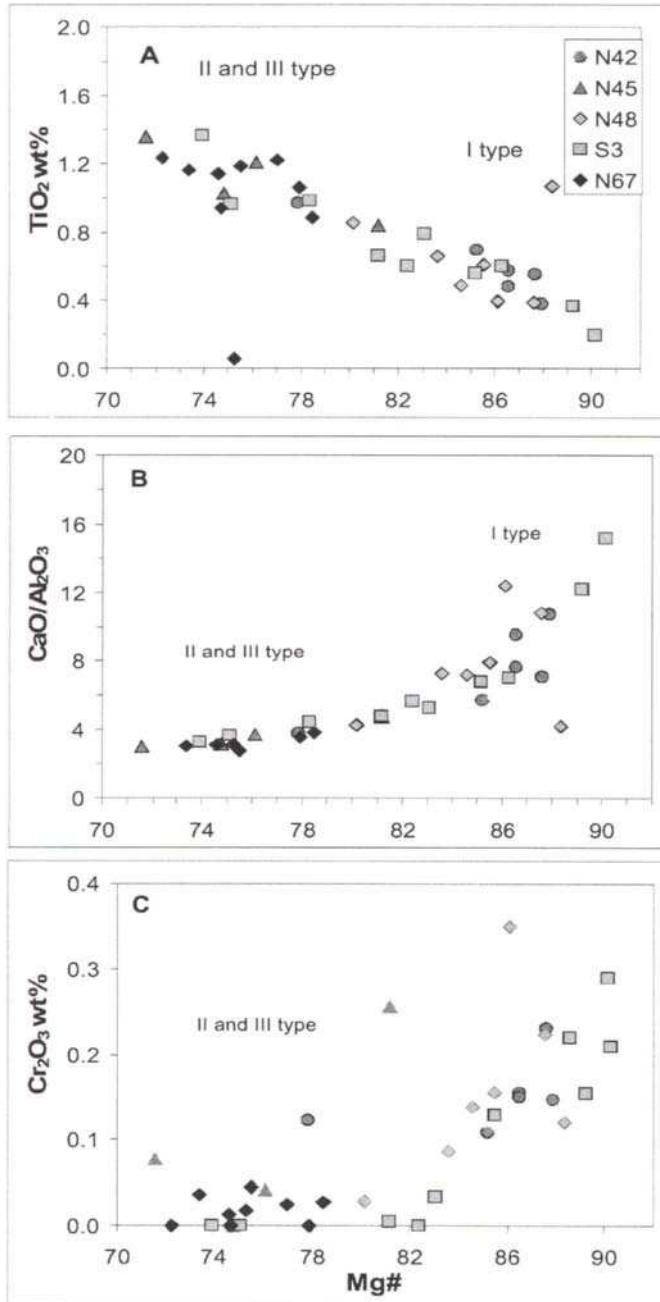 A
II and III type
I type
N42
N45
N48
S3
N67
TiO₂ wt%
2.0
1.6
1.2
0.8
0.4
0.0
70 74 78 82 86 90
B
I type
II and III type
CaO/Al₂O₃
20
16
12
8
4
0
70 74 78 82 86 90
C
II and III type
Cr₂O₃ wt%
0.4
0.3
0.2
0.1
0.0
70 74 78 82 86 90
Mg#